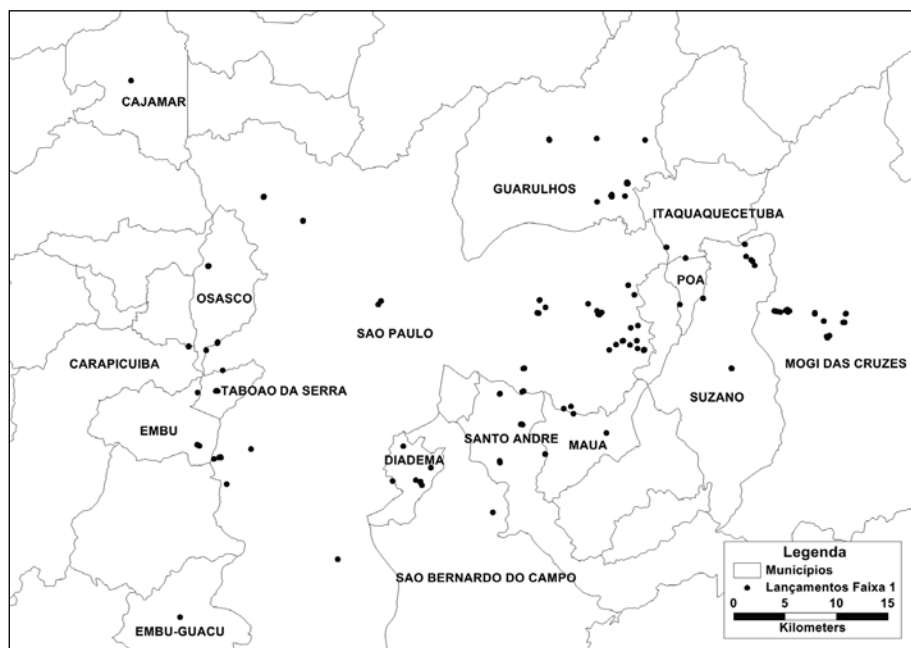 CAJAMAR
GUARULHOS
ITAQUAQUECETUBA
POA
OSASCO
SAO PAULO
CARAPICUIBA
MOGI DAS CRUZES
TABOAO DA SERRA
SUZANO
EMBU
SANTO ANDRE
MAUA
DIADEMA
SAO BERNARDO DO CAMPO
EMBU-GUACU
Legenda
Municípios
Lançamentos Faixa 1
0 5 10 15
Kilometers